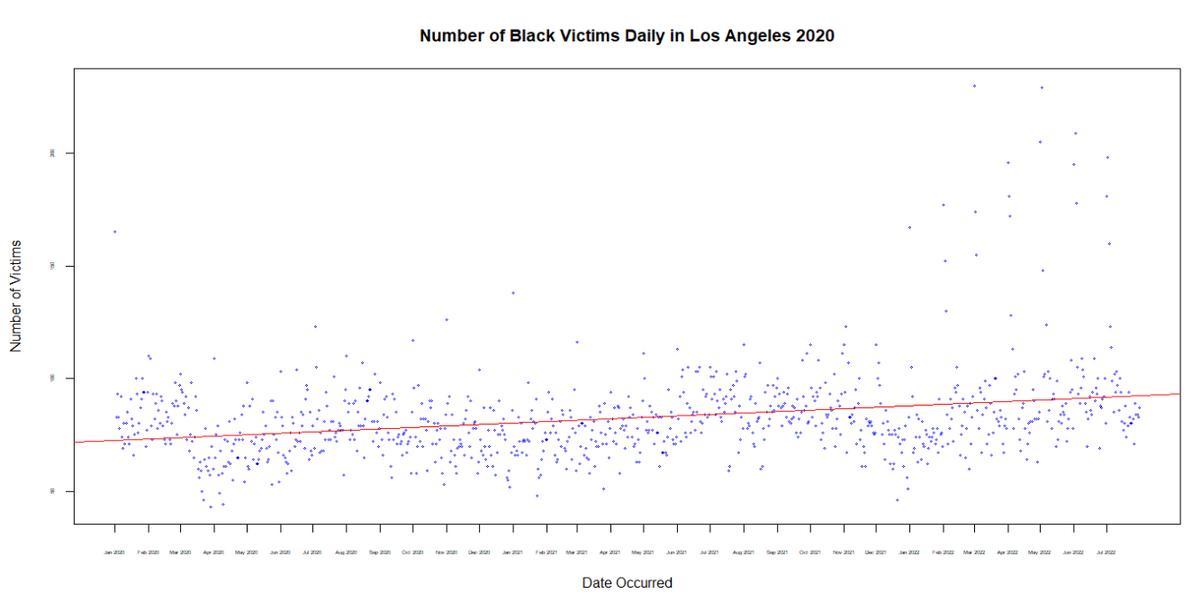 Number of Black Victims Daily in Los Angeles 2020
Number of Victims
200
150
100
50
Jan 2020 Feb 2020 Mar 2020 Apr 2020 May 2020 Jun 2020 Jul 2020 Aug 2020 Sep 2020 Oct 2020 Nov 2020 Dec 2020 Jan 2021 Feb 2021 Mar 2021 Apr 2021 May 2021 Jun 2021 Jul 2021 Aug 2021 Sep 2021 Oct 2021 Nov 2021 Dec 2021 Jan 2022 Feb 2022 Mar 2022 Apr 2022 May 2022 Jun 2022 Jul 2022
Date Occurred